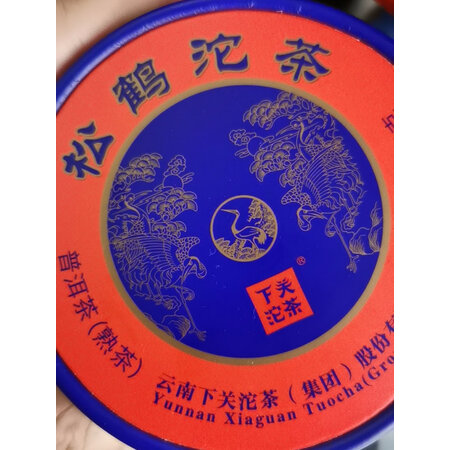 松鹤沱茶
下关
沱茶
®
普洱茶(熟茶)
云南下关沱茶(集团)股份
Yunnan Xiaguan Tuocha(Gro